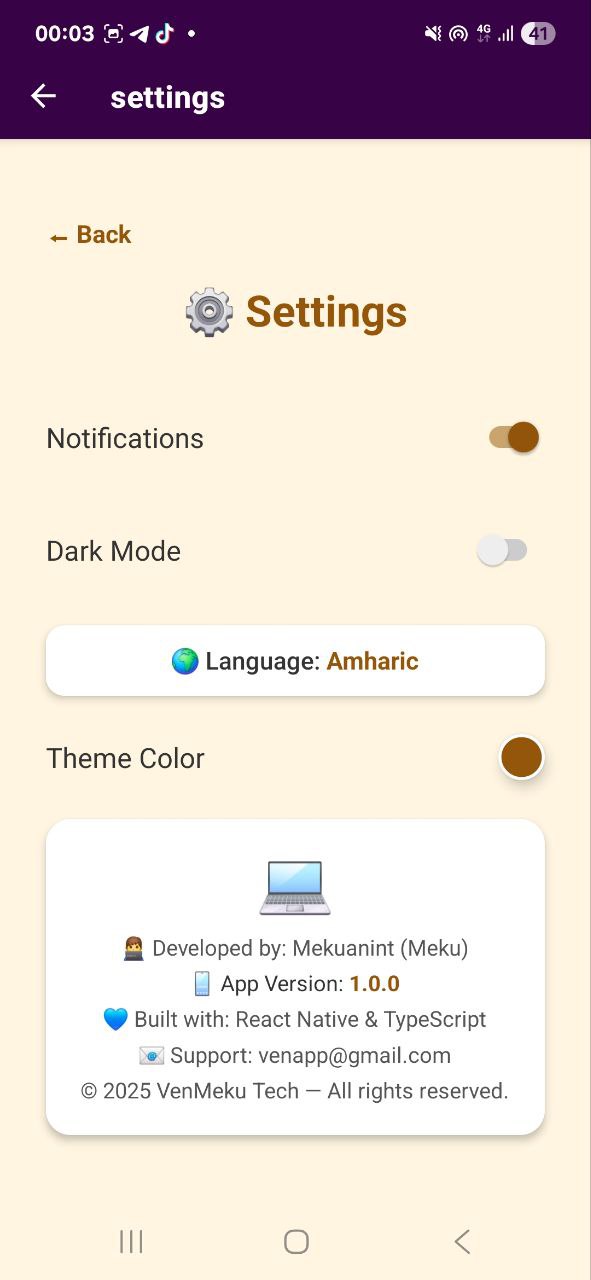 00:03 4G 41
settings
← Back
Settings
Notifications
Dark Mode
Language: Amharic
Theme Color
Developed by: Mekuanint (Meku)
App Version: 1.0.0
Built with: React Native & TypeScript
Support: venapp@gmail.com
© 2025 VenMeku Tech — All rights reserved.